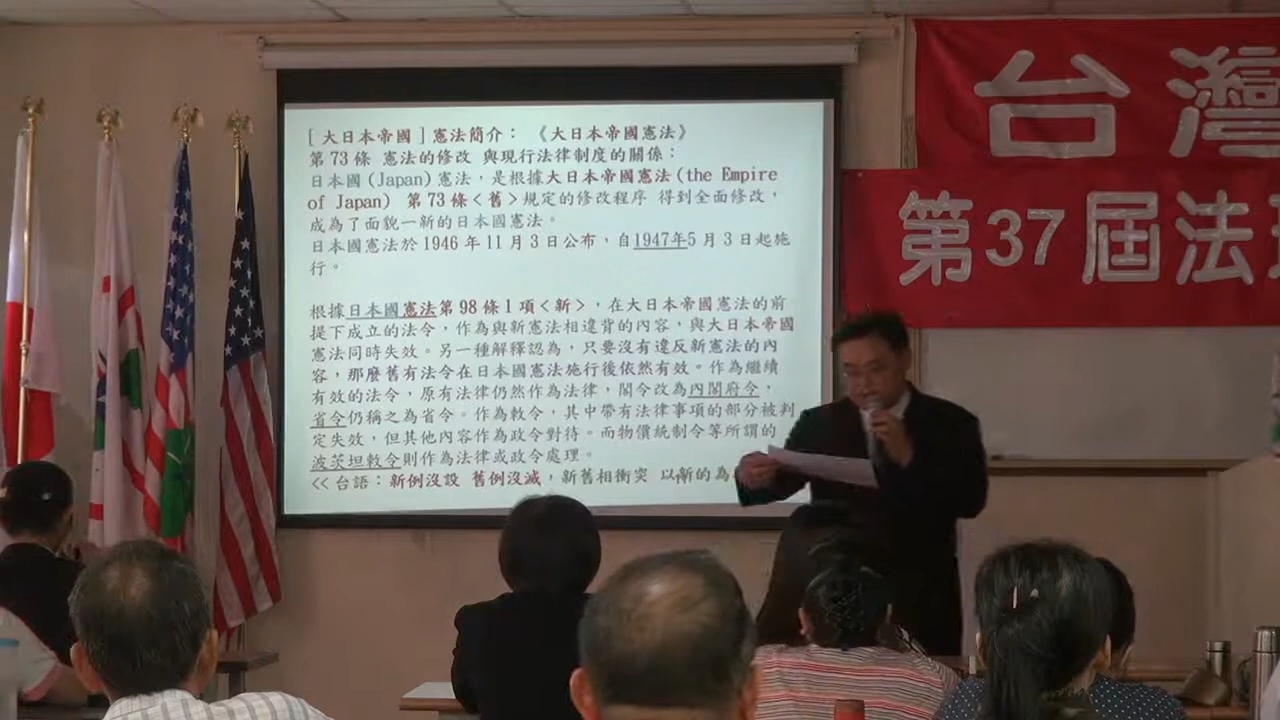 [ 大日本帝國 ] 憲法簡介： 《大日本帝國憲法》
第 73 條 憲法的修改 與現行法律制度的關係：
日本國 (Japan) 憲法，是根據大日本帝國憲法 (the Empire
of Japan) 第 73 條 < 舊 > 規定的修改程序 得到全面修改，
成為了面貌一新的日本國憲法。
日本國憲法於 1946 年 11 月 3 日公布，自1947年5 月 3 日起施
行。
根據日本國憲法第 98 條 1 項 < 新 >，在大日本帝國憲法的前
提下成立的法令，作為與新憲法相違背的內容，與大日本帝國
憲法同時失效。另一種解釋認為，只要沒有違反新憲法的內
容，那麼舊有法令在日本國憲法施行後依然有效。作為繼續
有效的法令，原有法律仍然作為法律，閣令改為內閣府令，
省令仍稱之為省令。作為敕令，其中帶有法律事項的部分被判
定失效，但其他內容作為政令對待。而物價統制令等所謂的
波茨坦敕令則作為法律或政令處理。
<< 台語：新例沒設 舊例沒滅，新舊相衝突 以新的為
台灣
第37屆法